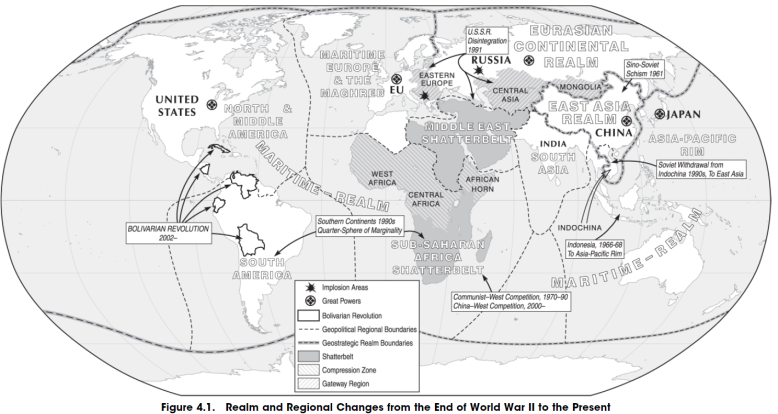 U.S.S.R.
Disintegration
1991
EURASIAN
CONTINENTAL
REALM
MARITIME
EUROPE
& THE
MAGHREB
RUSSIA
Sino-Soviet
Schism 1961
EU
EASTERN
EUROPE
CENTRAL
ASIA
MONGOLIA
UNITED
STATES
NORTH &
MIDDLE
AMERICA
EAST ASIA
REALM
CHINA
JAPAN
MIDDLE EAST
SHATTERBELT
ASIA-PACIFIC
RIM
INDIA
SOUTH
ASIA
Soviet Withdrawal from
Indochina 1990s, To East Asia
MARITIME-REALM
WEST
AFRICA
CENTRAL
AFRICA
AFRICAN
HORN
BOLIVARIAN REVOLUTION
2002-
Southern Continents 1990s
Quarter-Sphere of Marginality
INDOCHINA
Indonesia, 1966-68
To Asia-Pacific Rim
SUB-SAHARAN
AFRICA
SHATTERBELT
SOUTH
AMERICA
MARITIME-REALM
Communist–West Competition, 1970–90
China–West Competition, 2000–
Implosion Areas
Great Powers
Bolivarian Revolution
Geopolitical Regional Boundaries
Geostrategic Realm Boundaries
Shatterbelt
Compression Zone
Gateway Region
Figure 4.1. Realm and Regional Changes from the End of World War II to the Present